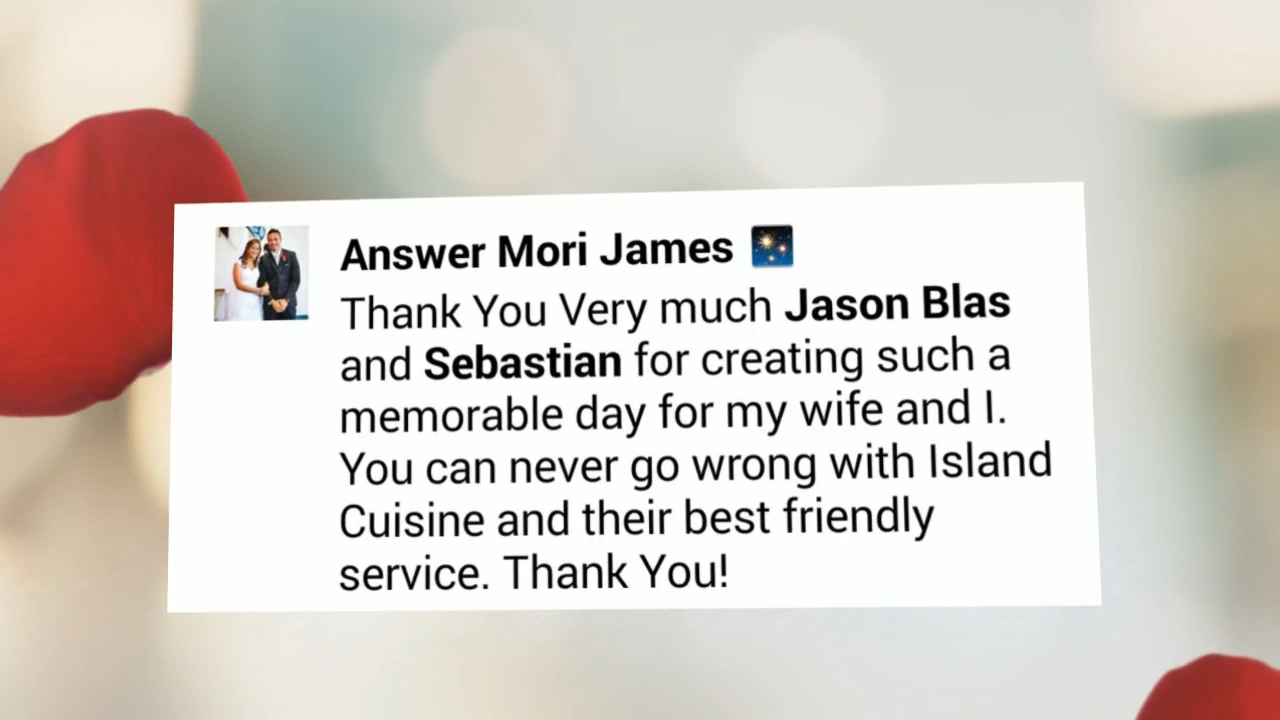 Answer Mori James 🎇
Thank You Very much Jason Blas
and Sebastian for creating such a
memorable day for my wife and I.
You can never go wrong with Island
Cuisine and their best friendly
service. Thank You!